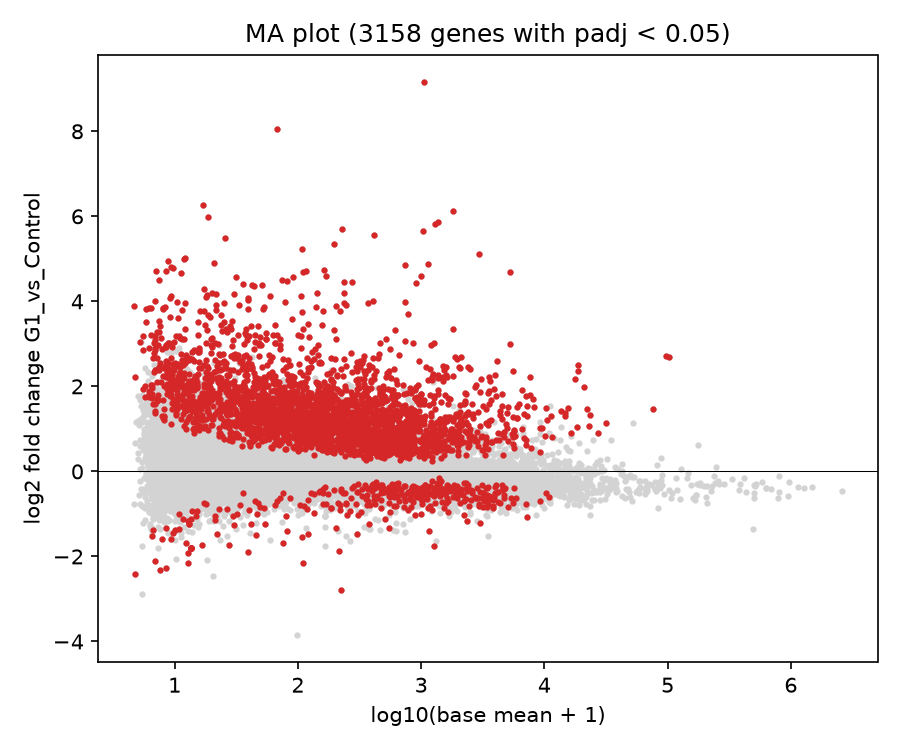 MA plot (3158 genes with padj < 0.05)
log2 fold change G1_vs_Control
8
6
4
2
0
−2
−4
1 2 3 4 5 6
log10(base mean + 1)